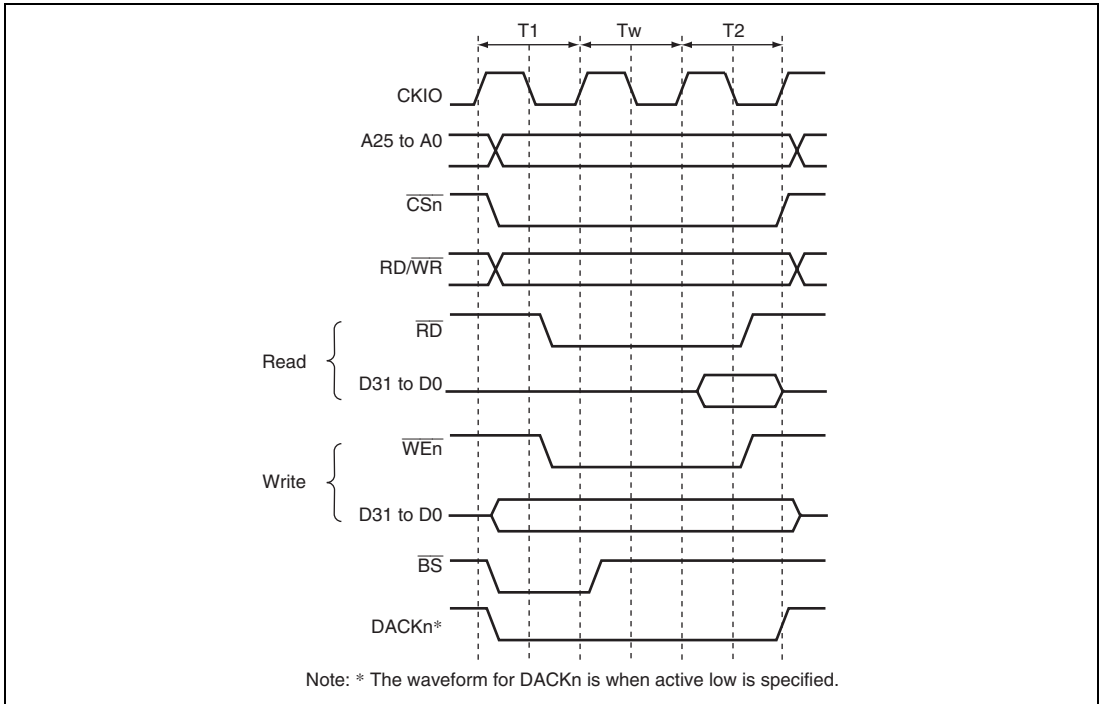 T1 Tw T2
CKIO
A25 to A0
CSn
RD/WR
RD
Read
D31 to D0
WEn
Write
D31 to D0
BS
DACKn*
Note: * The waveform for DACKn is when active low is specified.